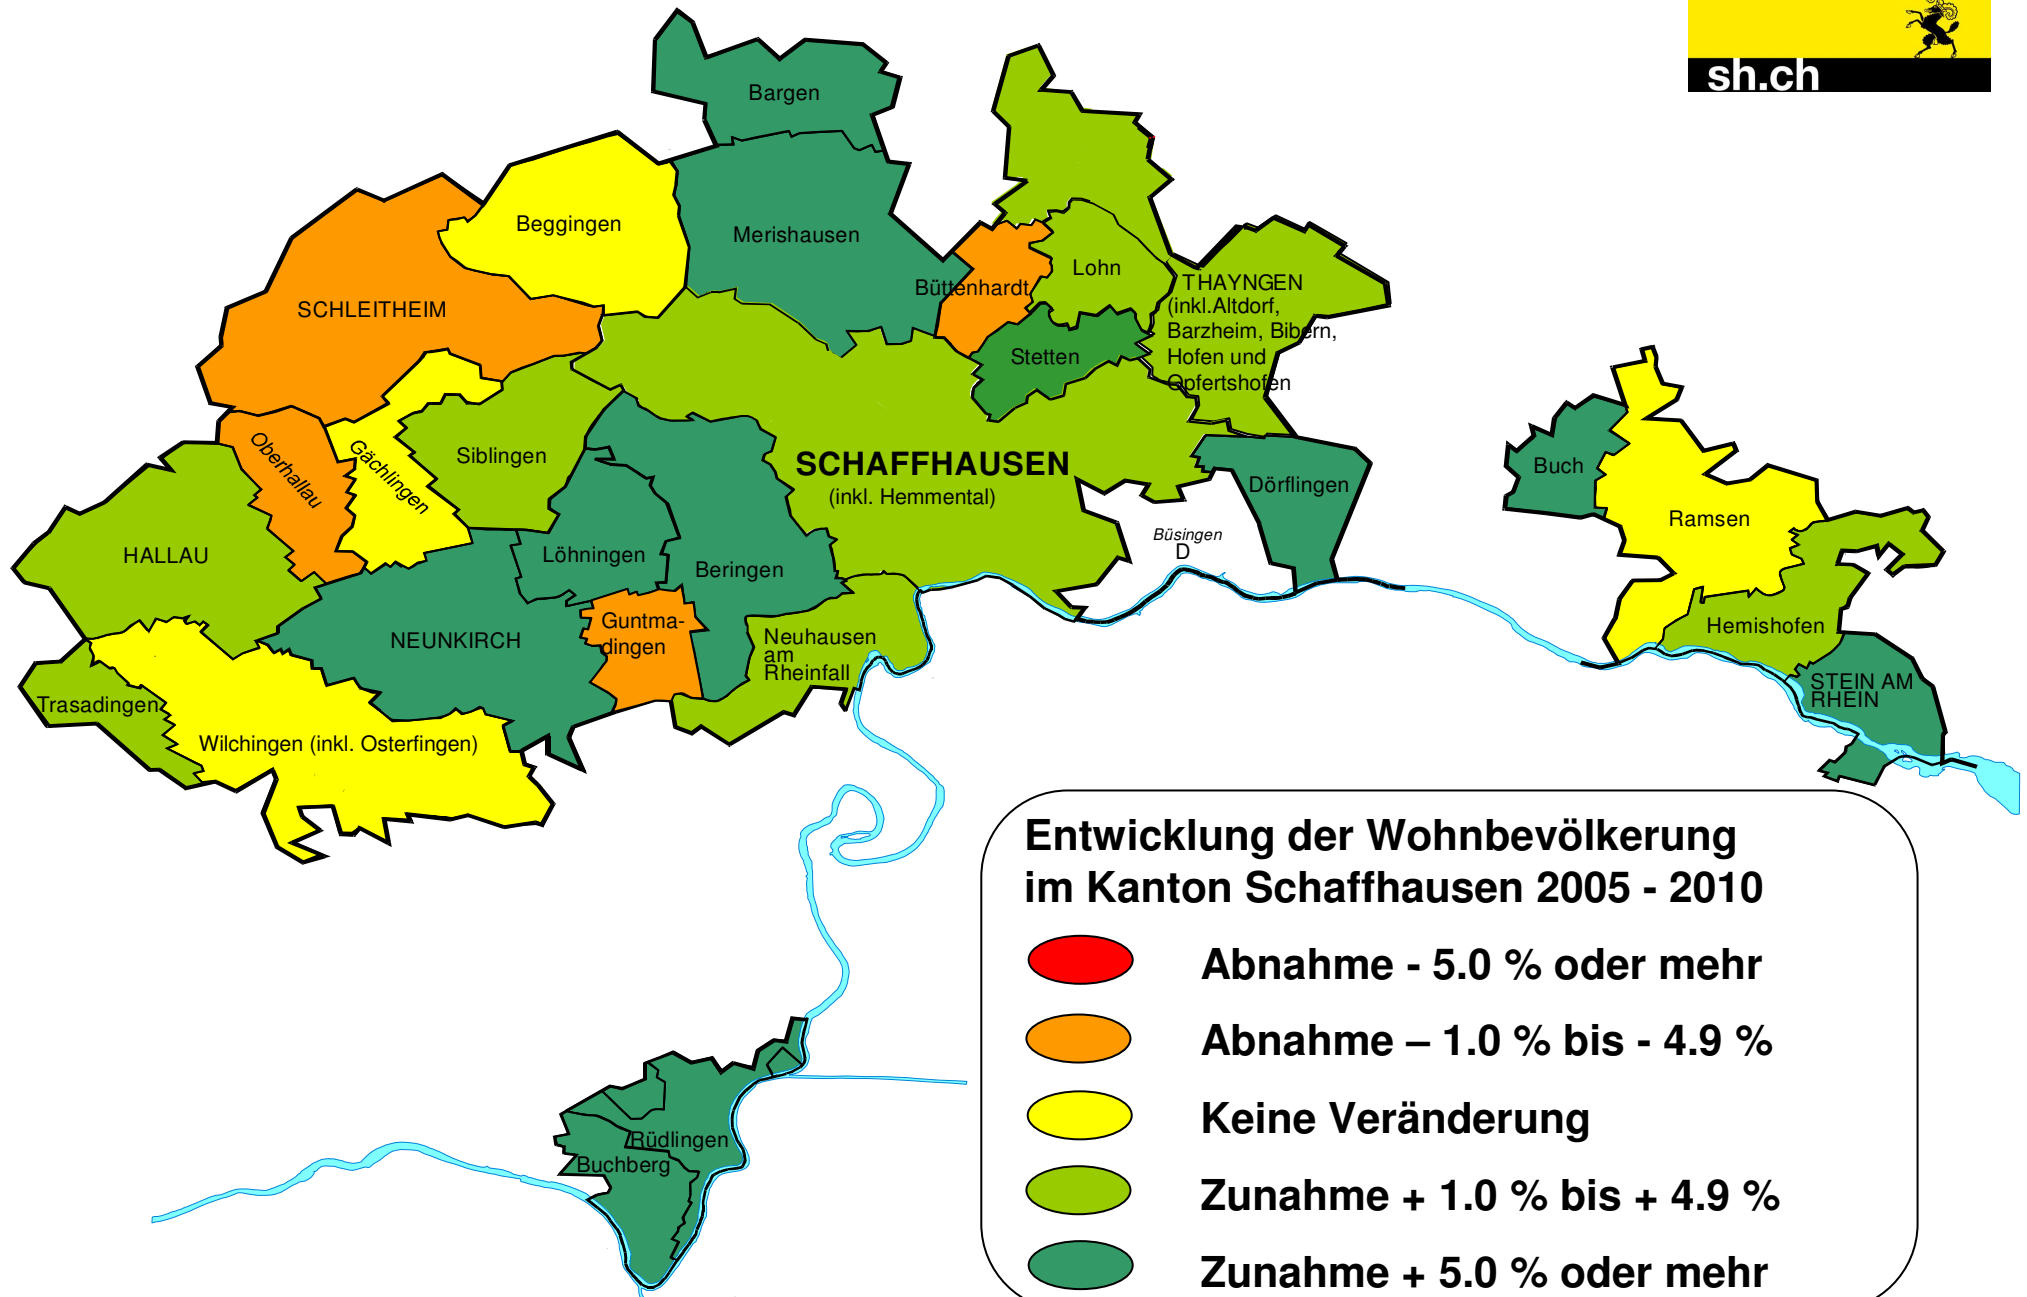 sh.ch
Bargen
Beggingen
Merishausen
Büttenhardt
Lohn
THAYNGEN
(inkl.Altdorf,
Barzheim, Bibern,
Hofen und
Opfertshofen
SCHLEITHEIM
Stetten
Oberhallau
Gächlingen
Siblingen
SCHAFFHAUSEN
(inkl. Hemmental)
Dörflingen
Buch
Ramsen
Büsingen
D
HALLAU
Löhningen
Beringen
NEUNKIRCH
Guntma-
dingen
Neuhausen
am
Rheinfall
Hemishofen
STEIN AM
RHEIN
Trasadingen
Wilchingen (inkl. Osterfingen)
Rüdlingen
Buchberg
Entwicklung der Wohnbevölkerung
im Kanton Schaffhausen 2005 - 2010
Abnahme - 5.0 % oder mehr
Abnahme – 1.0 % bis - 4.9 %
Keine Veränderung
Zunahme + 1.0 % bis + 4.9 %
Zunahme + 5.0 % oder mehr